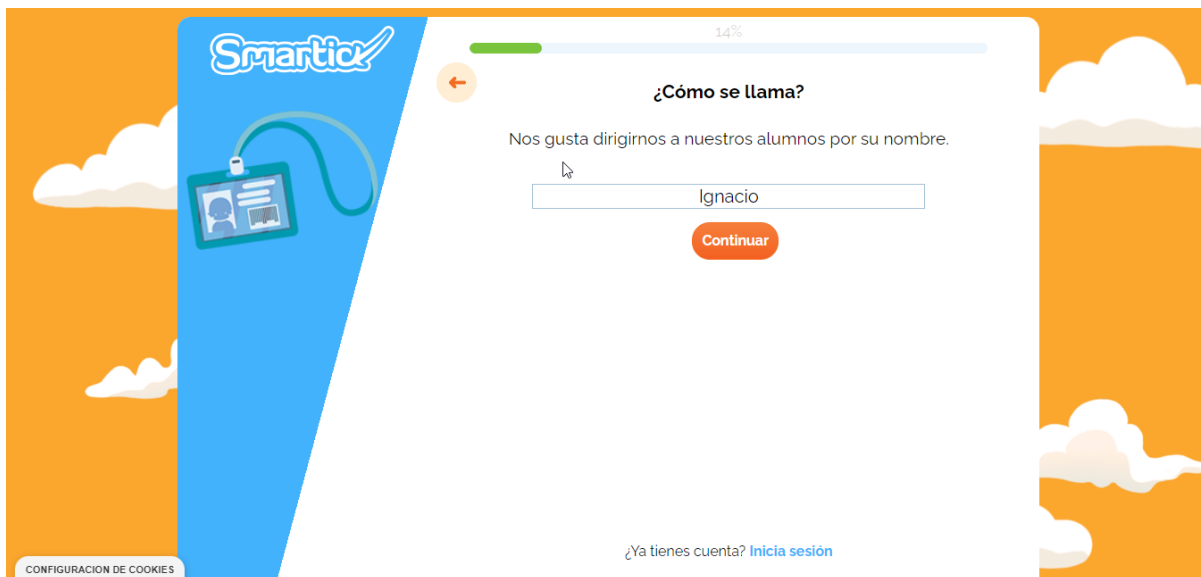 Smartick
14%
¿Cómo se llama?
Nos gusta dirigirnos a nuestros alumnos por su nombre.
Ignacio
Continuar
¿Ya tienes cuenta? Inicia sesión
CONFIGURACION DE COOKIES